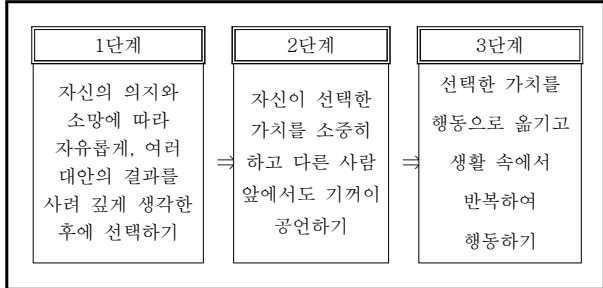 1단계
자신의 의지와
소망에 따라
자유롭게, 여러
대안의 결과를
사려 깊게 생각한
후에 선택하기
⇒
2단계
자신이 선택한
가치를 소중히
하고 다른 사람
앞에서도 기꺼이
공언하기
⇒
3단계
선택한 가치를
행동으로 옮기고
생활 속에서
반복하여
행동하기